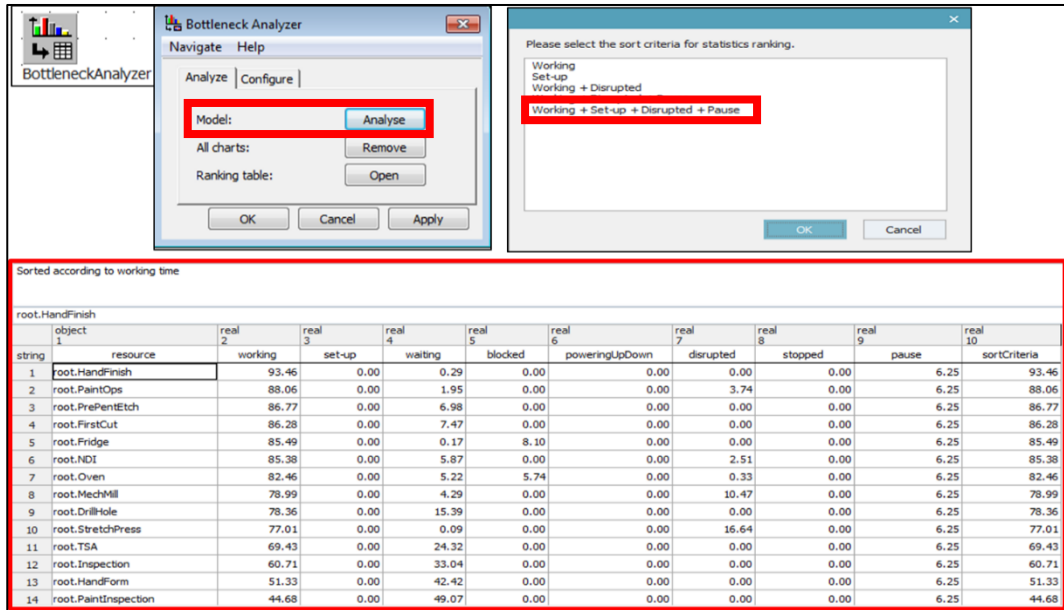 BottleneckAnalyzer
Bottleneck Analyzer
Navigate Help
Analyze Configure
Model: Analyse
All charts: Remove
Ranking table: Open
OK Cancel Apply
Please select the sort criteria for statistics ranking.
Working
Set-up
Working + Disrupted
Working + Set-up + Disrupted + Pause
OK Cancel
Sorted according to working time
root.HandFinish
object real real real real real real real real real
1 2 3 4 5 6 7 8 9 10
string resource working set-up waiting blocked poweringUpDown disrupted stopped pause sortCriteria
1 root.HandFinish 93.46 0.00 0.29 0.00 0.00 0.00 0.00 6.25 93.46
2 root.PaintOps 88.06 0.00 1.95 0.00 0.00 3.74 0.00 6.25 88.06
3 root.PrePentEtch 86.77 0.00 6.98 0.00 0.00 0.00 0.00 6.25 86.77
4 root.FirstCut 86.28 0.00 7.47 0.00 0.00 0.00 0.00 6.25 86.28
5 root.Fridge 85.49 0.00 0.17 8.10 0.00 0.00 0.00 6.25 85.49
6 root.NDI 85.38 0.00 5.87 0.00 0.00 2.51 0.00 6.25 85.38
7 root.Oven 82.46 0.00 5.22 5.74 0.00 0.33 0.00 6.25 82.46
8 root.MechMill 78.99 0.00 4.29 0.00 0.00 10.47 0.00 6.25 78.99
9 root.DrillHole 78.36 0.00 15.39 0.00 0.00 0.00 0.00 6.25 78.36
10 root.StretchPress 77.01 0.00 0.09 0.00 0.00 16.64 0.00 6.25 77.01
11 root.TSA 69.43 0.00 24.32 0.00 0.00 0.00 0.00 6.25 69.43
12 root.Inspection 60.71 0.00 33.04 0.00 0.00 0.00 0.00 6.25 60.71
13 root.HandForm 51.33 0.00 42.42 0.00 0.00 0.00 0.00 6.25 51.33
14 root.PaintInspection 44.68 0.00 49.07 0.00 0.00 0.00 0.00 6.25 44.68